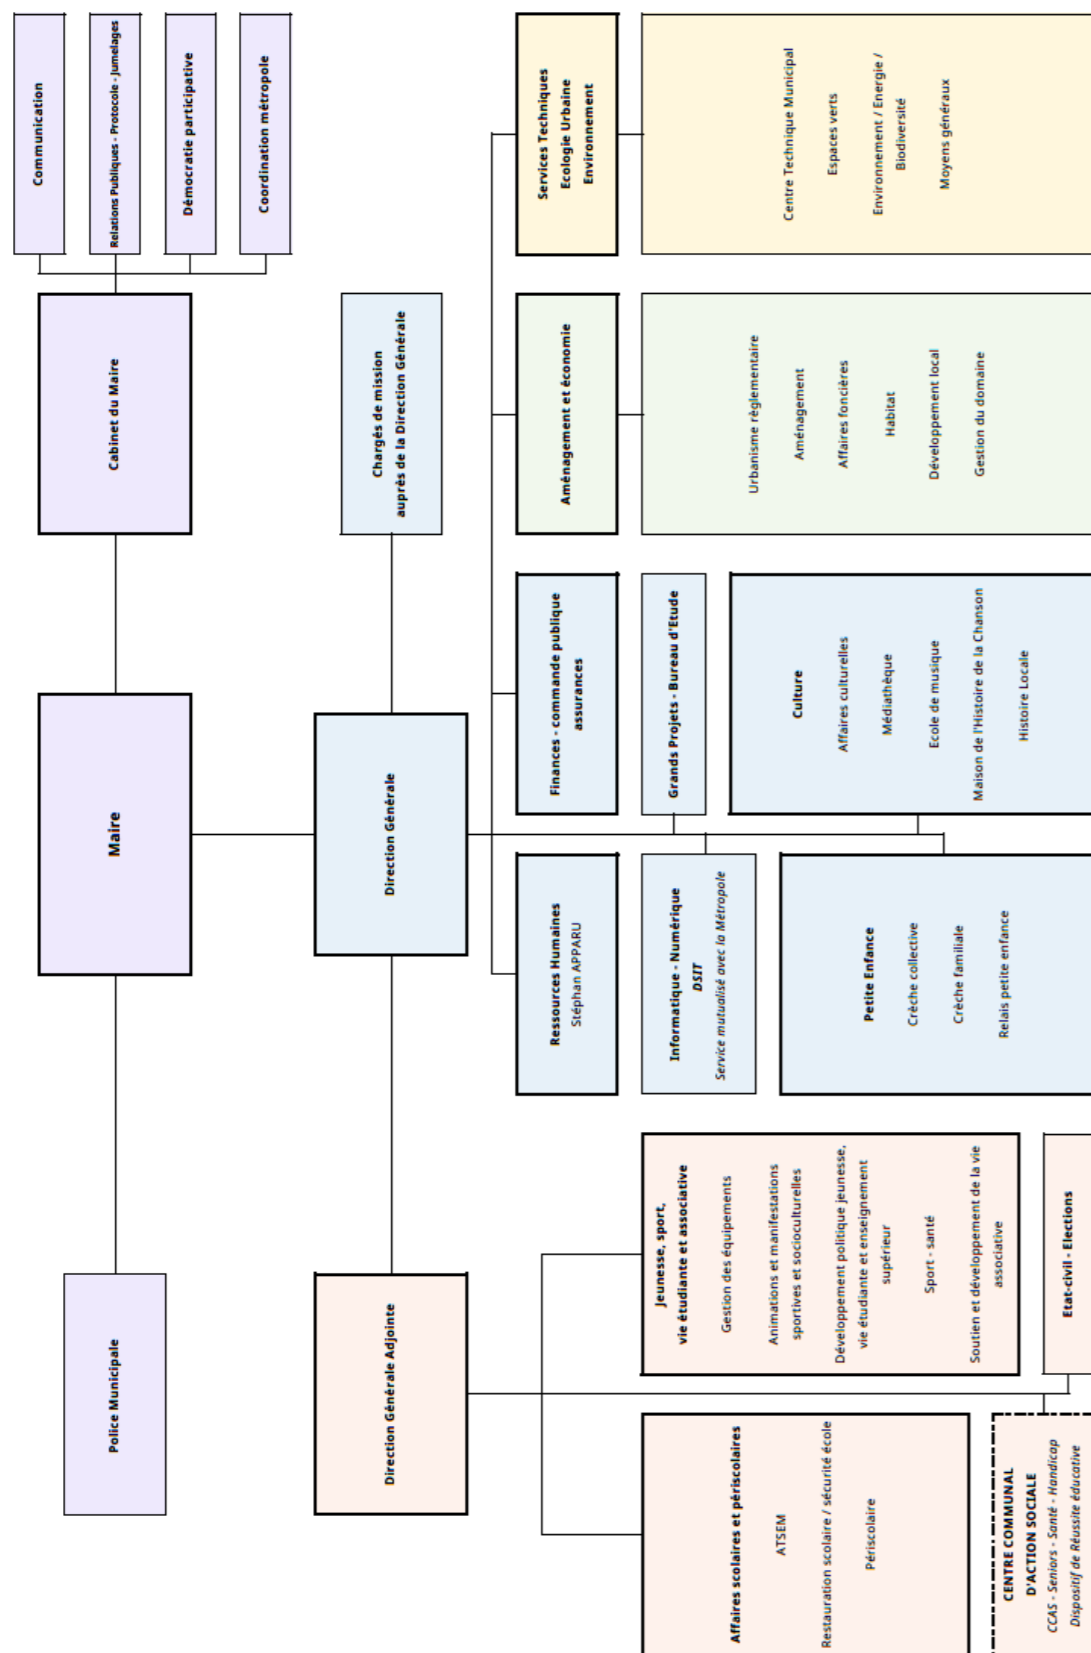 Maire
Police Municipale
Cabinet du Maire
Communication
Relations Publiques - Protocole - Jumelages
Démocratie participative
Coordination métropole
Direction Générale Adjointe
Direction Générale
Chargés de mission
auprès de la Direction Générale
Affaires scolaires et périscolaires
ATSEM
Restauration scolaire / sécurité école
Périscolaire
CENTRE COMMUNAL
D'ACTION SOCIALE
CCAS - Seniors - Santé - Handicap
Dispositif de Réussite éducative
Jeunesse, sport,
vie étudiante et associative
Gestion des équipements
Animations et manifestations
sportives et socioculturelles
Développement politique jeunesse,
vie étudiante et enseignement
supérieur
Sport - santé
Soutien et développement de la vie
associative
Etat-civil - Elections
Ressources Humaines
Stéphan APPARU
Informatique - Numérique
DSIT
Service mutualisé avec la Métropole
Petite Enfance
Crèche collective
Crèche familiale
Relais petite enfance
Finances - commande publique
assurances
Grands Projets - Bureau d'Etude
Culture
Affaires culturelles
Médiathèque
Ecole de musique
Maison de l'Histoire de la Chanson
Histoire Locale
Aménagement et économie
Urbanisme règlementaire
Aménagement
Affaires foncières
Habitat
Développement local
Gestion du domaine
Services Techniques
Ecologie Urbaine
Environnement
Centre Technique Municipal
Espaces verts
Environnement / Energie /
Biodiversité
Moyens généraux